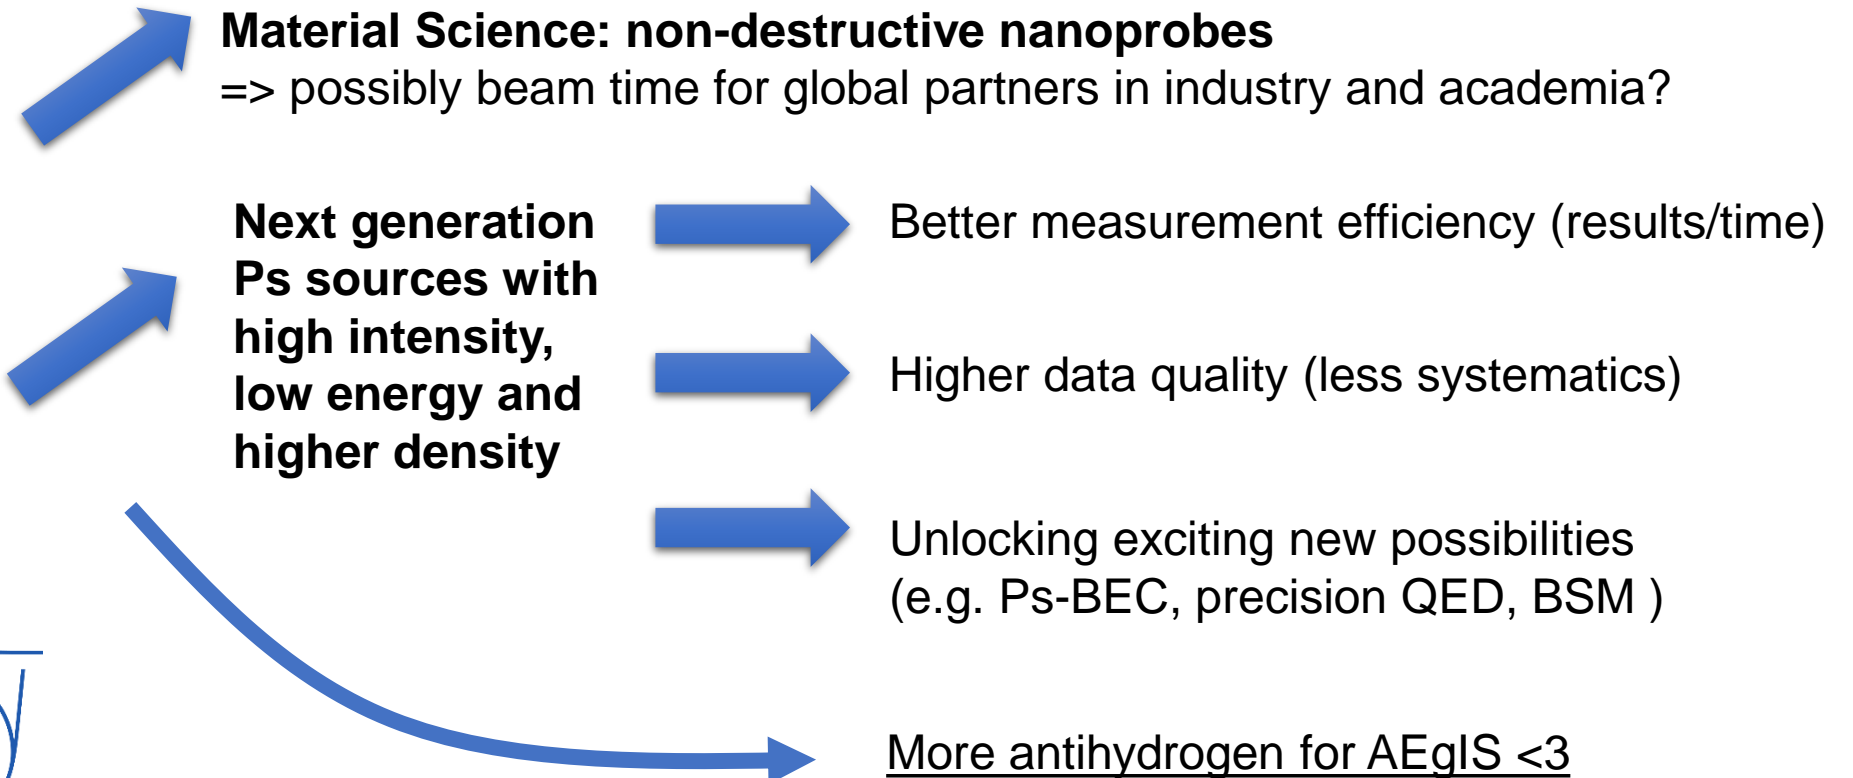 Material Science: non-destructive nanoprobes
=> possibly beam time for global partners in industry and academia?
Next generation
Ps sources with
high intensity,
low energy and
higher density
Better measurement efficiency (results/time)
Higher data quality (less systematics)
Unlocking exciting new possibilities
(e.g. Ps-BEC, precision QED, BSM )
More antihydrogen for AEgIS <3